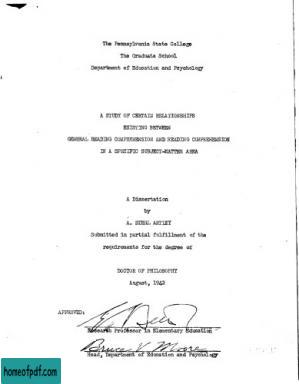 The Pennsylvania State College
The Graduate School
Department of Education and Psychology
A STUDY OF CERTAIN RELATIONSHIPS
EXISTING BETWEEN
GENERAL READING COMPREHENSION AND READING COMPREHENSION
IN A SPECIFIC SUBJECT-MATTER AREA
A Dissertation
by
A. STERL ARTLEY
Submitted in partial fulfillment of the
requirements for the degree of
DOCTOR OF PHILOSOPHY
August, 1942
APPROVED:
Research Professor in Elementary Education
Bruce V. Moore
Head, Department of Education and Psychology
homeofpdf.com